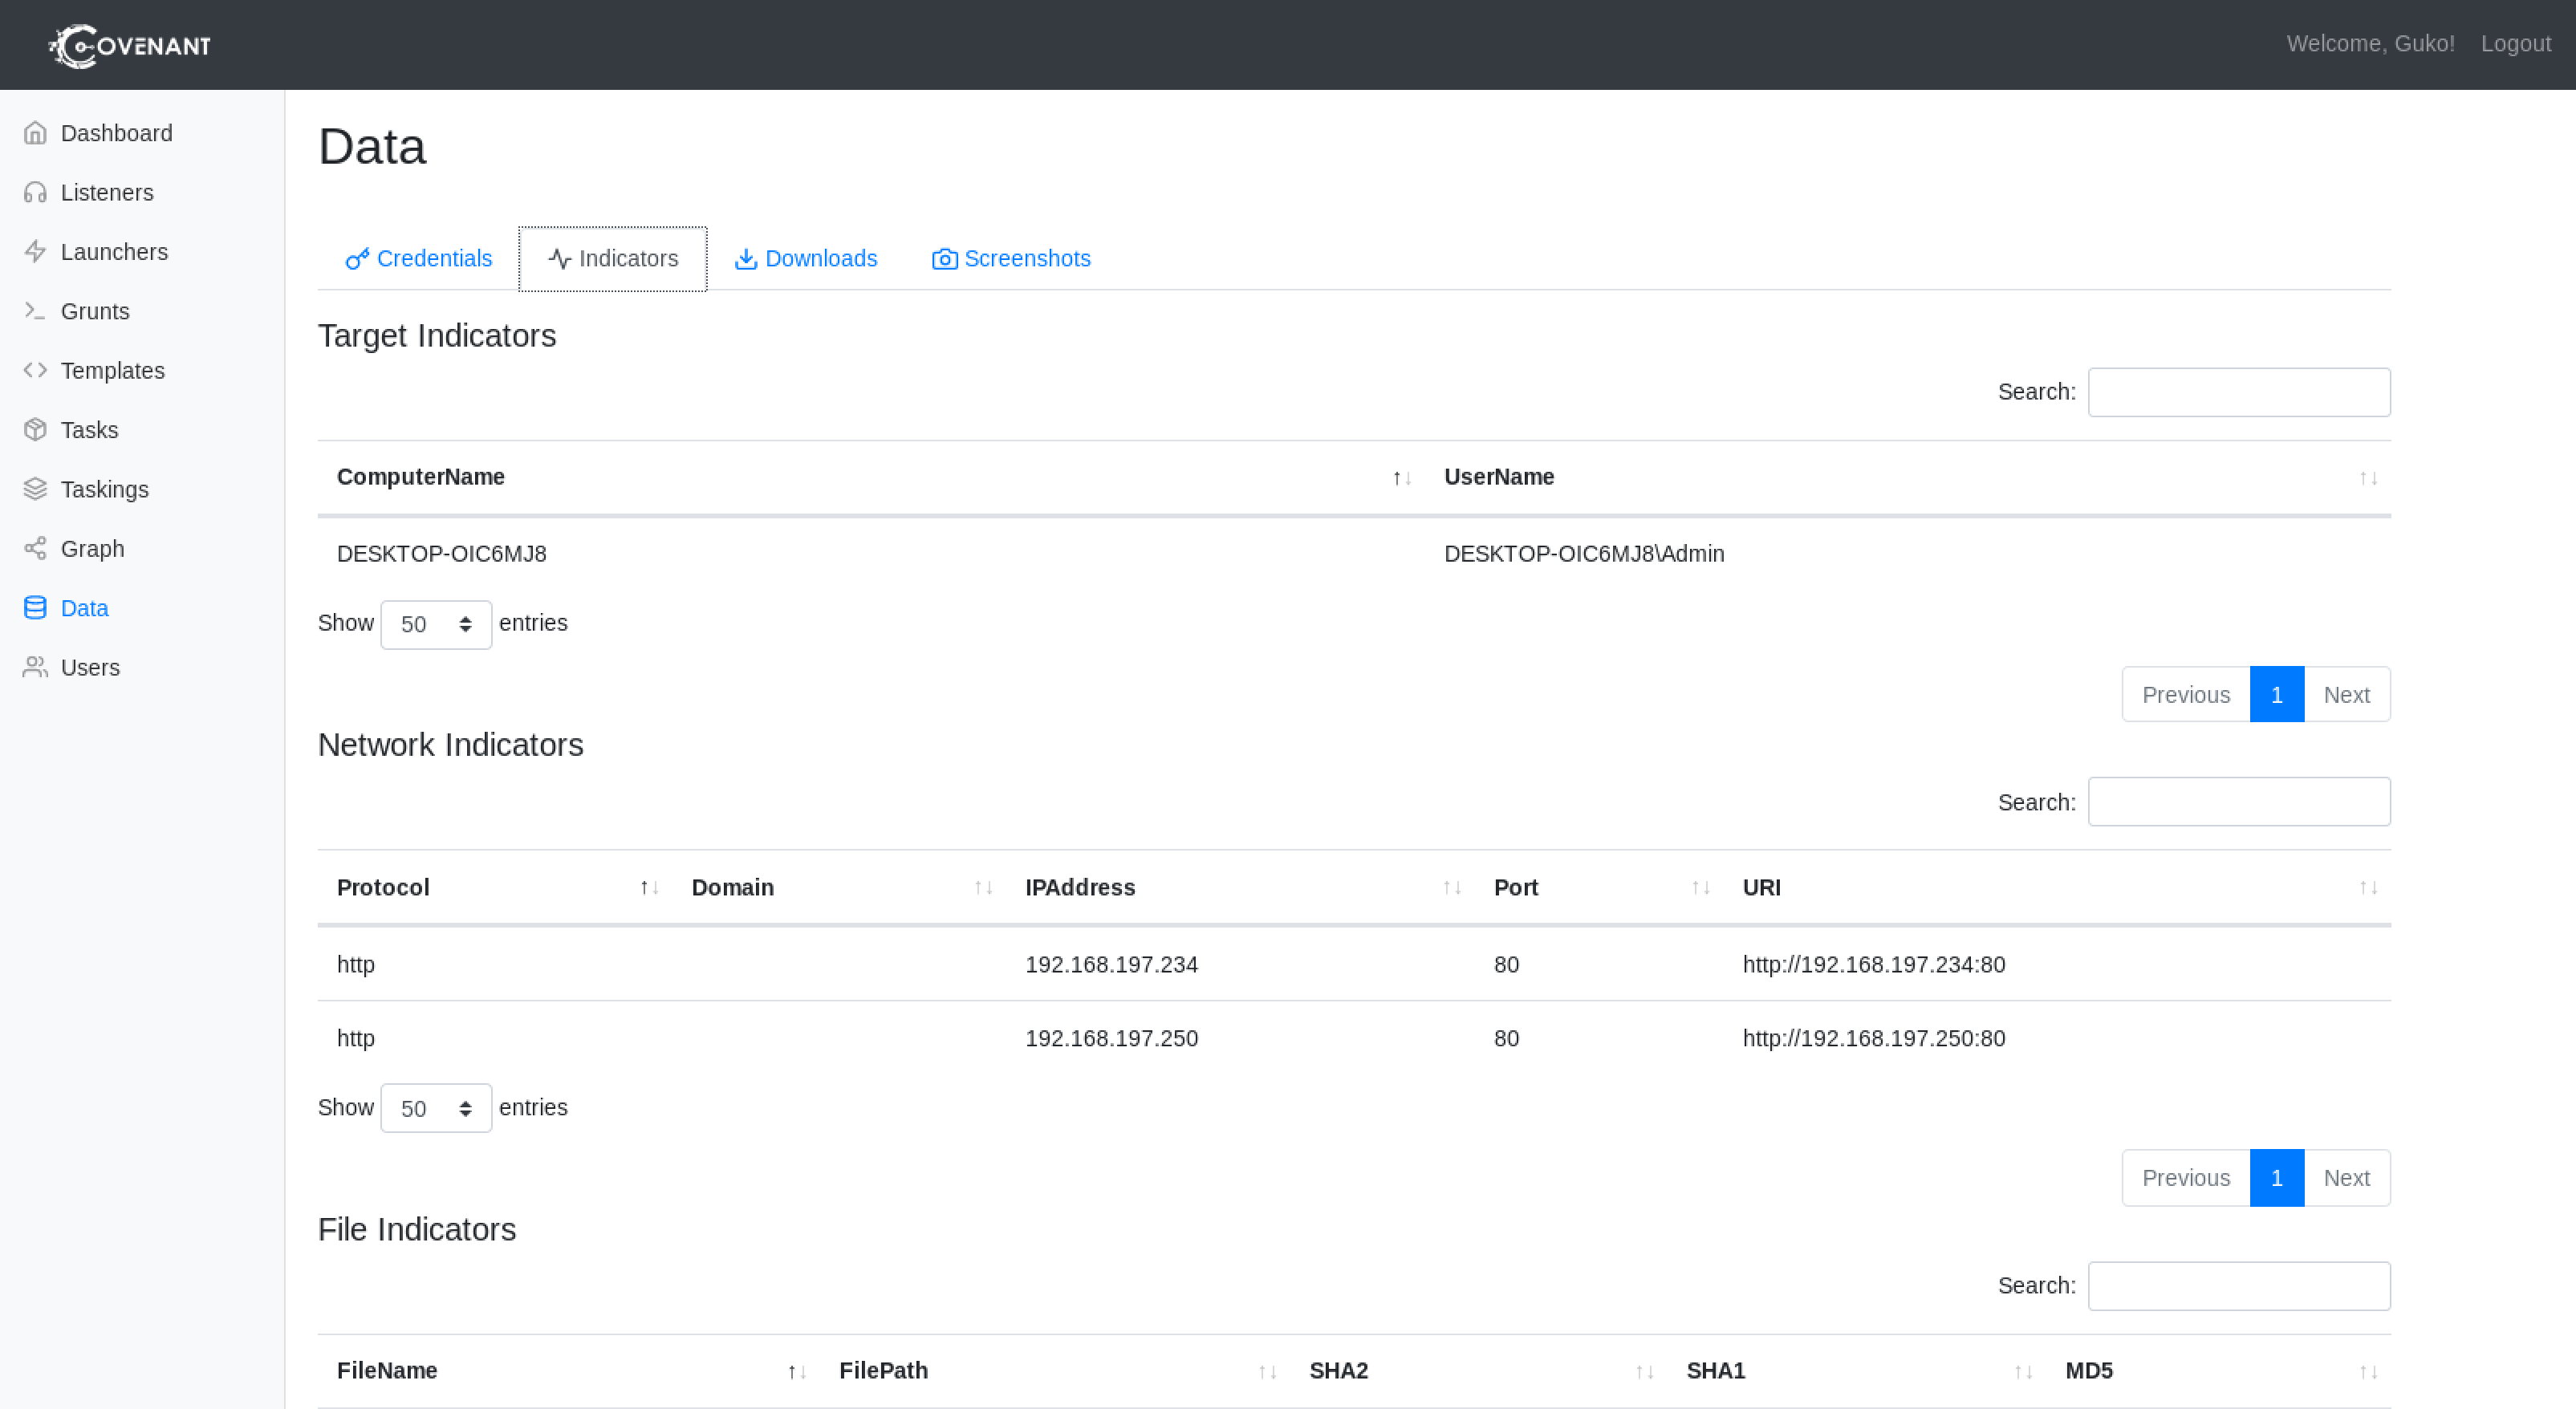 COVENANT
Welcome, Guko! Logout
Dashboard
Listeners
Launchers
Grunts
Templates
Tasks
Taskings
Graph
Data
Users
Data
Credentials Indicators Downloads Screenshots
Target Indicators
Search:
ComputerName ↑↓ UserName ↑↓
DESKTOP-OIC6MJ8 DESKTOP-OIC6MJ8\Admin
Show 50 entries
Previous 1 Next
Network Indicators
Search:
Protocol ↑↓ Domain ↑↓ IPAddress ↑↓ Port ↑↓ URI ↑↓
http 192.168.197.234 80 http://192.168.197.234:80
http 192.168.197.250 80 http://192.168.197.250:80
Show 50 entries
Previous 1 Next
File Indicators
Search:
FileName ↑↓ FilePath ↑↓ SHA2 ↑↓ SHA1 ↑↓ MD5 ↑↓